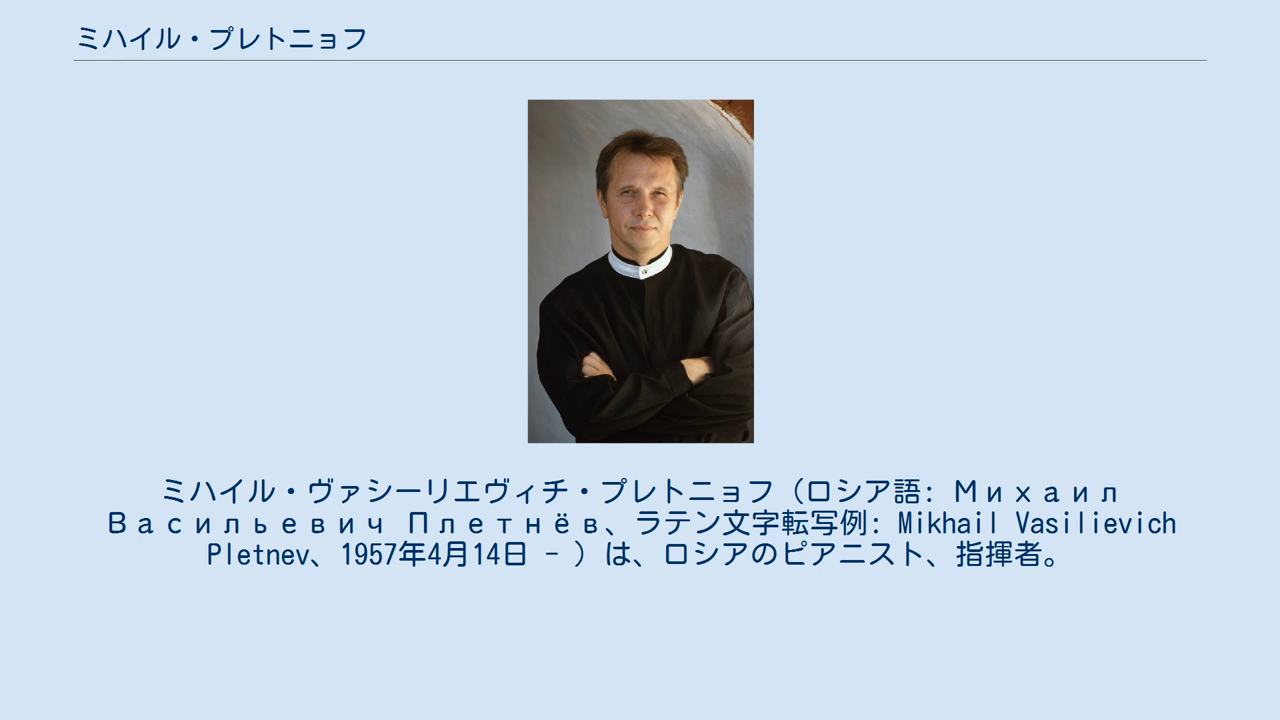 ミハイル・プレトニョフ
ミハイル・ヴァシーリエヴィチ・プレトニョフ（ロシア語: Михаил
Васильевич Плетнёв、ラテン文字転写例: Mikhail Vasilievich
Pletnev、1957年4月14日 - ）は、ロシアのピアニスト、指揮者。